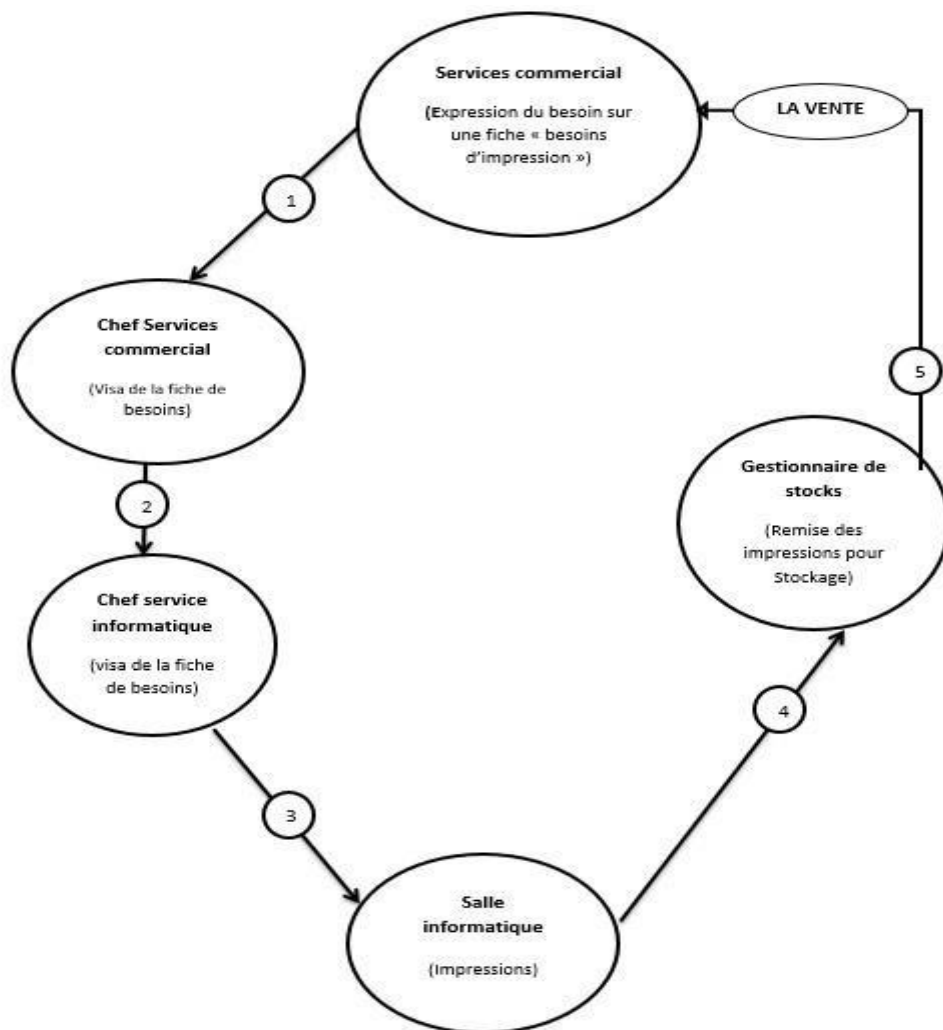 Services commercial
(Expression du besoin sur
une fiche « besoins
d'impression »)
LA VENTE
1
Chef Services
commercial
(Visa de la fiche de
besoins)
5
2
Gestionnaire de
stocks
(Remise des
impressions pour
Stockage)
Chef service
informatique
(visa de la fiche
de besoins)
4
3
Salle
informatique
(Impressions)